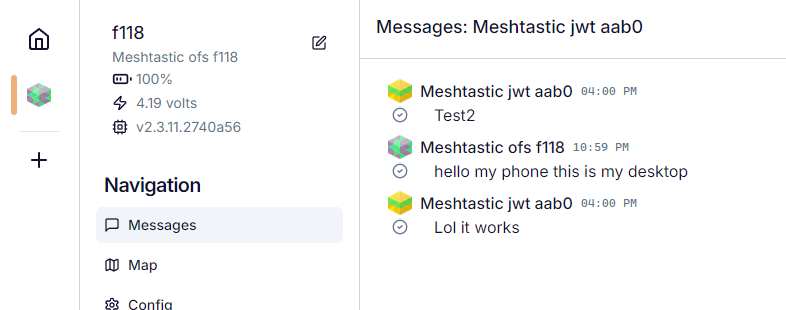 f118
Meshtastic ofs f118
100%
4.19 volts
v2.3.11.2740a56
Navigation
Messages
Map
Config
Messages: Meshtastic jwt aab0
Meshtastic jwt aab0 04:00 PM
Test2
Meshtastic ofs f118 10:59 PM
hello my phone this is my desktop
Meshtastic jwt aab0 04:00 PM
Lol it works